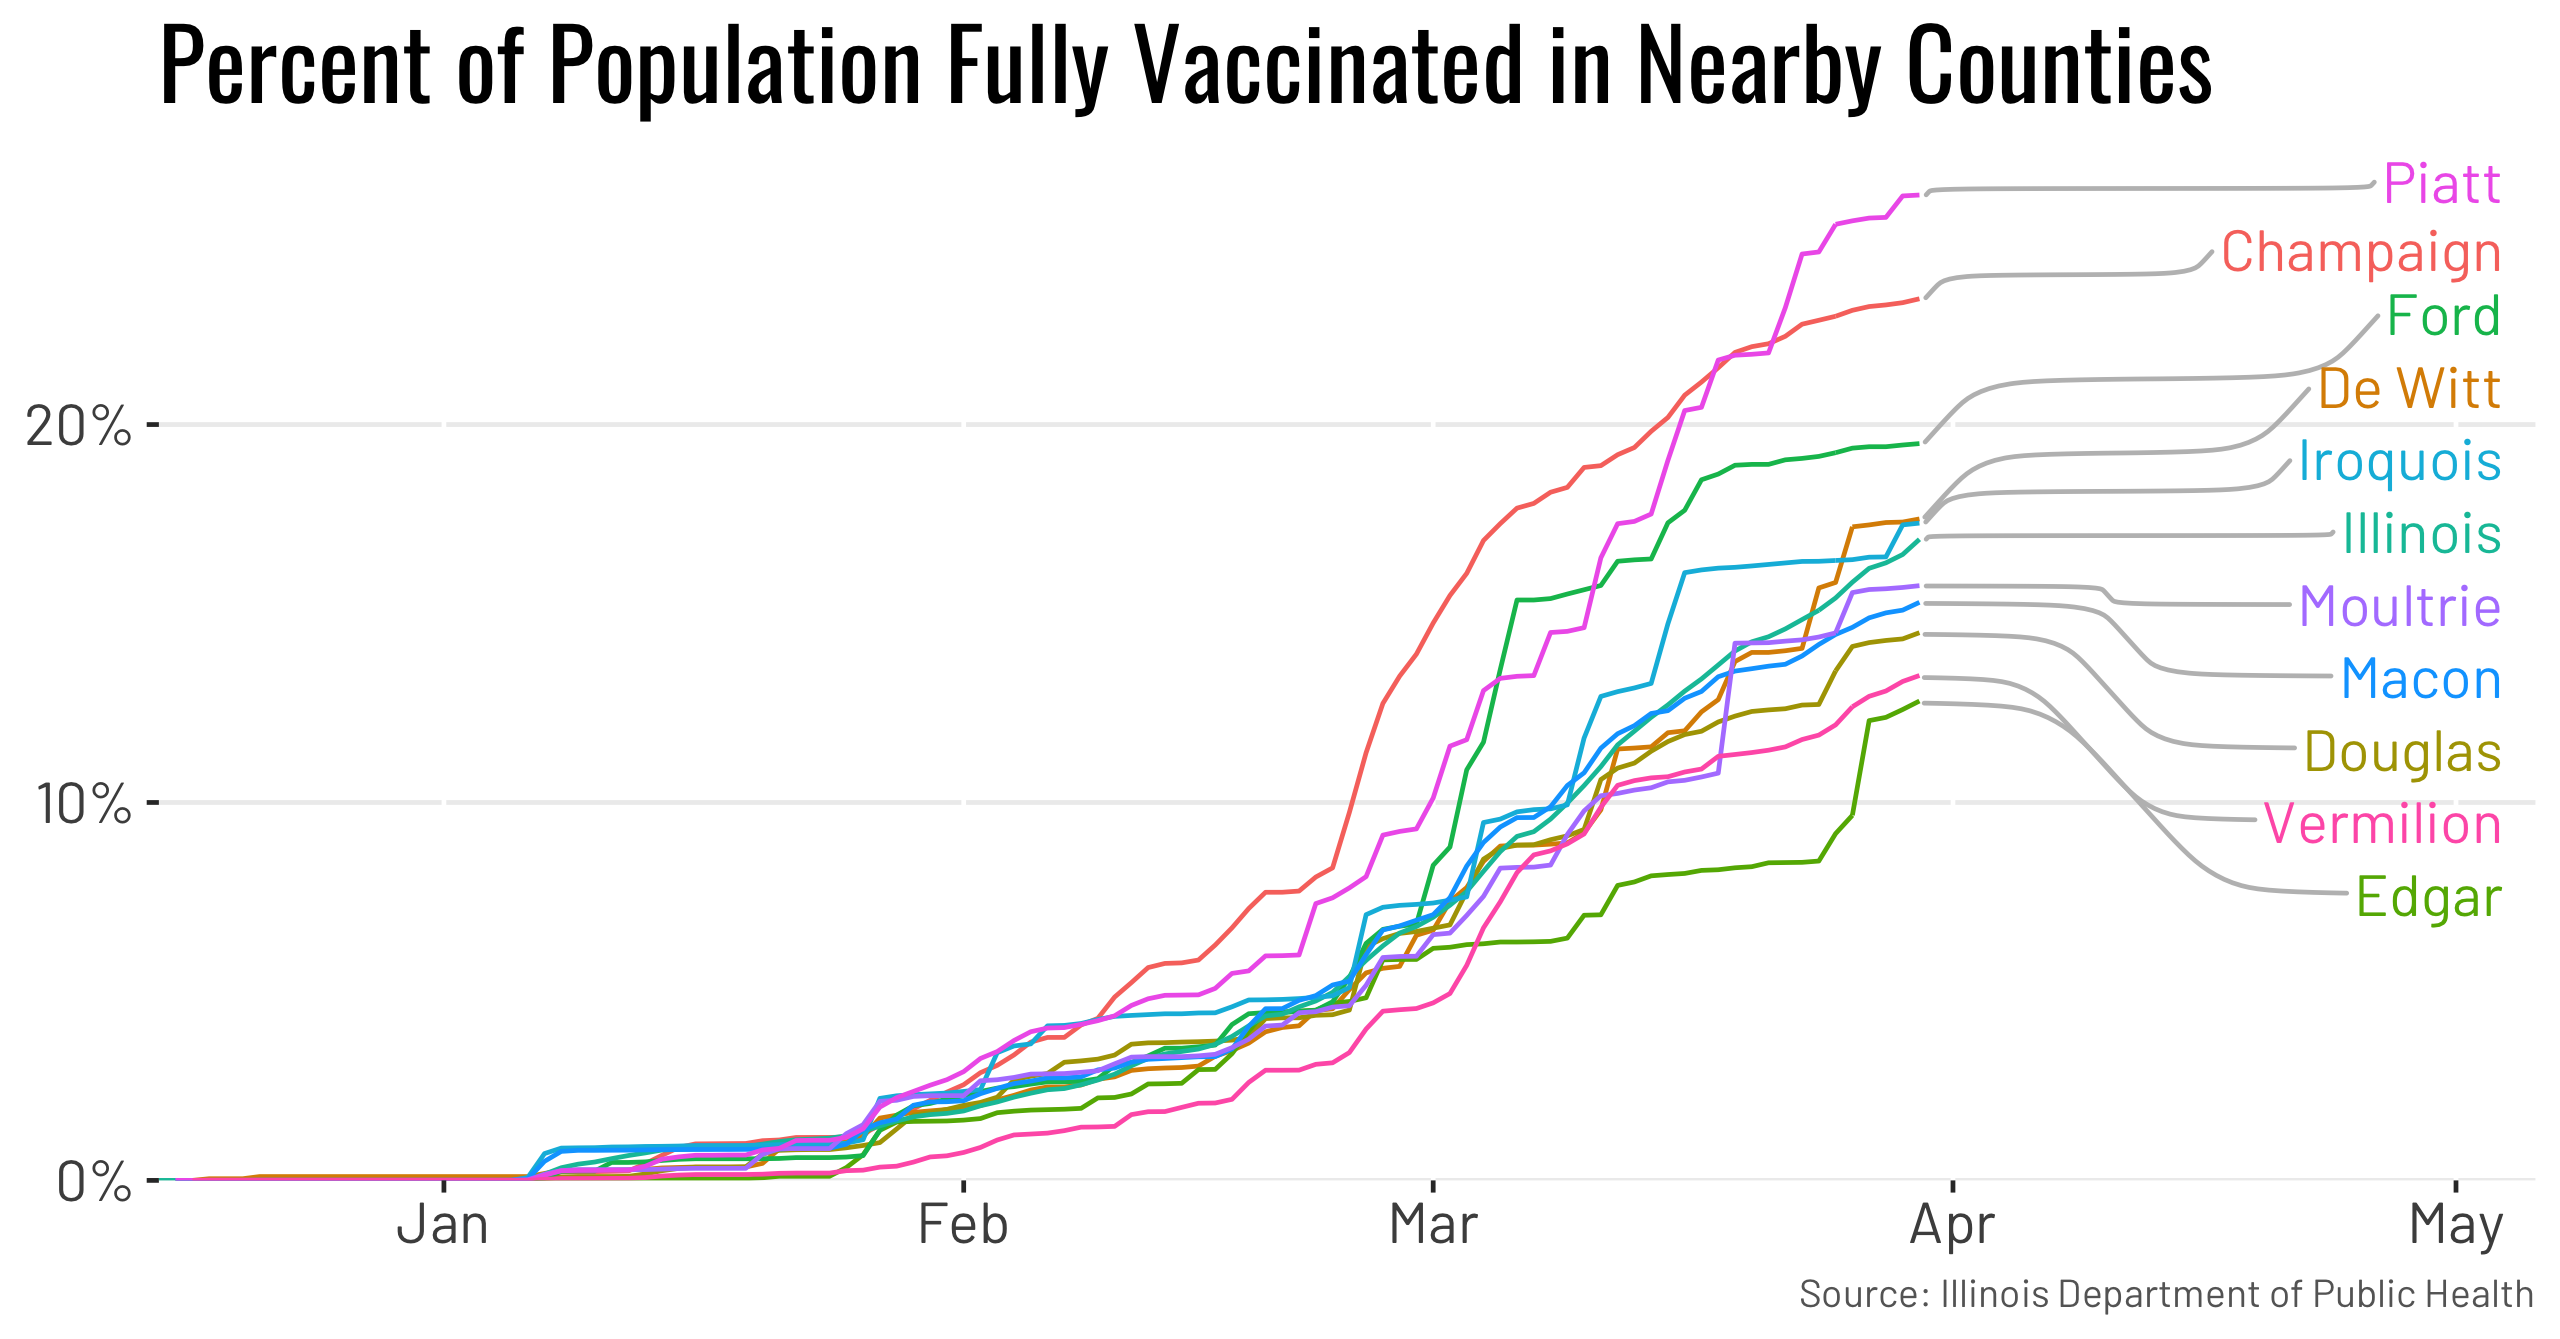 Percent of Population Fully Vaccinated in Nearby Counties
Piatt
Champaign
Ford
De Witt
20%
Iroquois
Illinois
Moultrie
Macon
Douglas
10%
Vermilion
Edgar
0%
Jan Feb Mar Apr May
Source: Illinois Department of Public Health